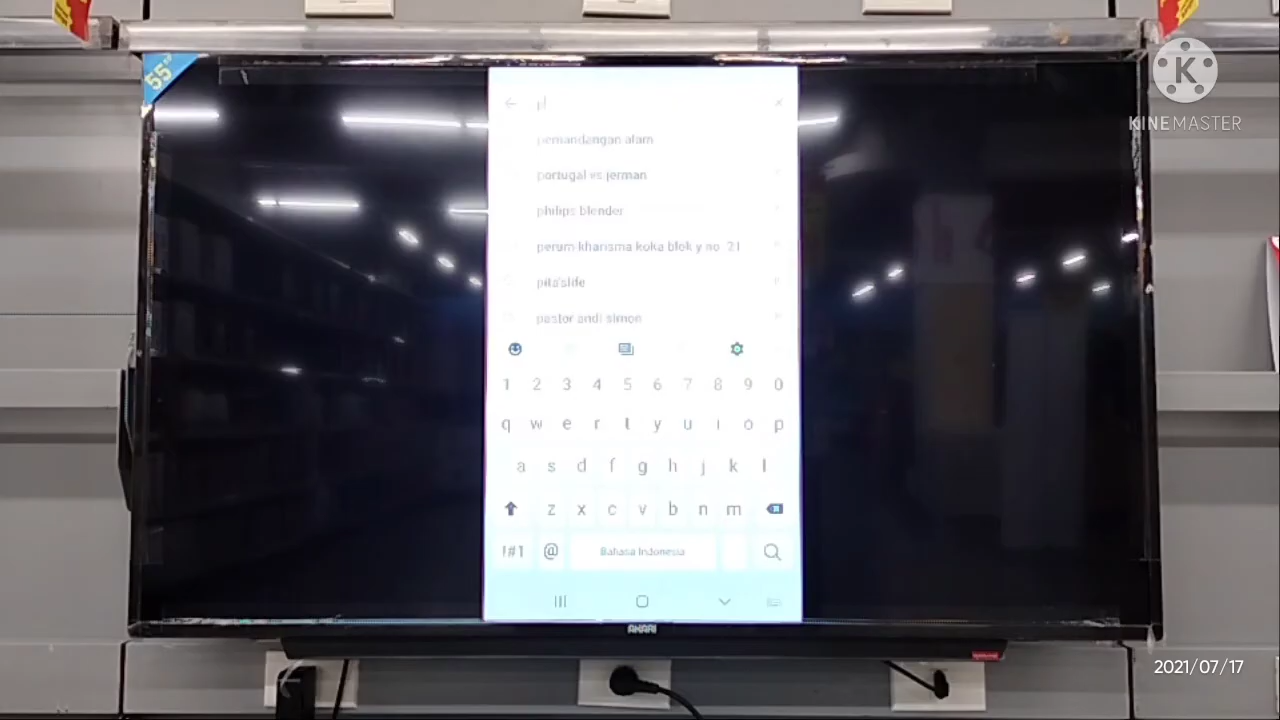 55"
K
KINEMASTER
pl
pemandangan alam
portugal vs jerman
philips blender
perum kharisma koka blok y no 21
pita'slife
pastor andi simon
1 2 3 4 5 6 7 8 9 0
q w e r t y u i o p
a s d f g h j k l
z x c v b n m
!#1 @ Bahasa Indonesia
AKARI
2021/07/17